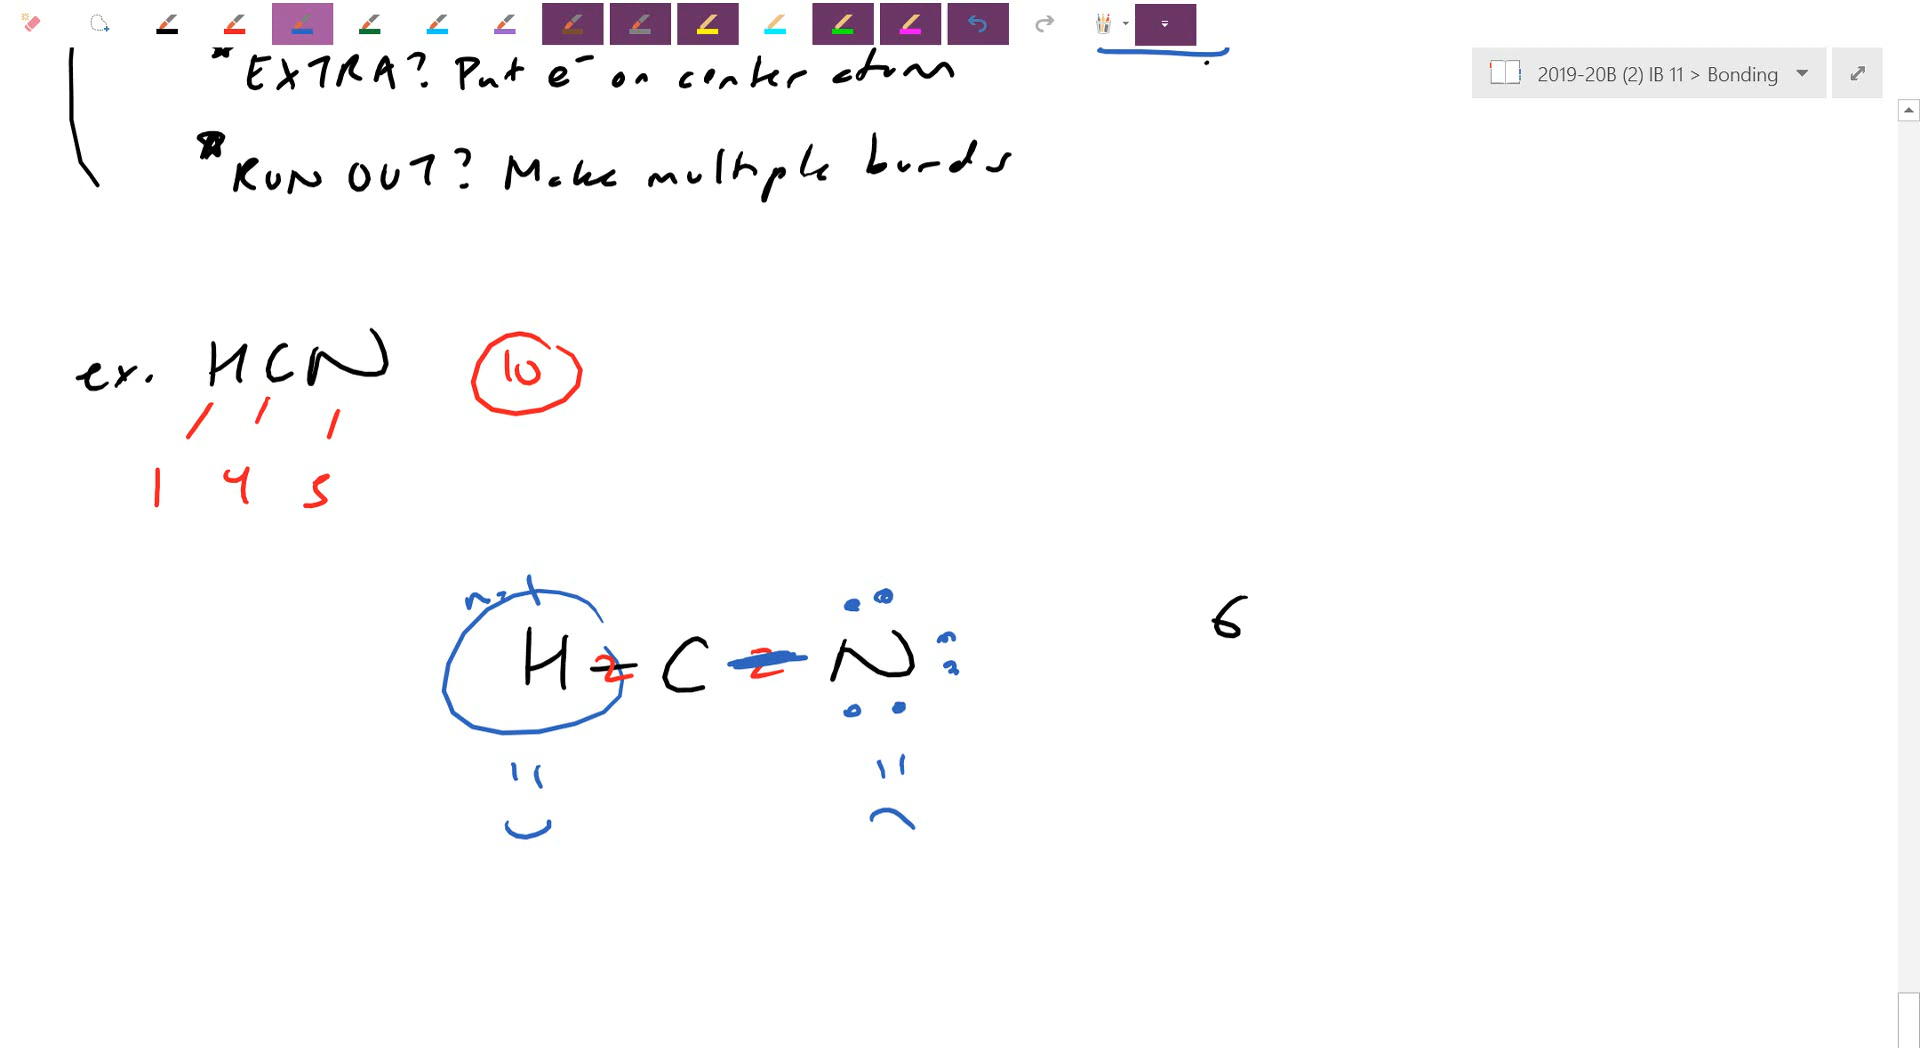 *EXTRA? Put e⁻ on center atom
2019-20B (2) IB 11 > Bonding
*RUN OUT? Make multiple bonds
ex. HCN 10
1 4 5
H 2 C 2 N 6